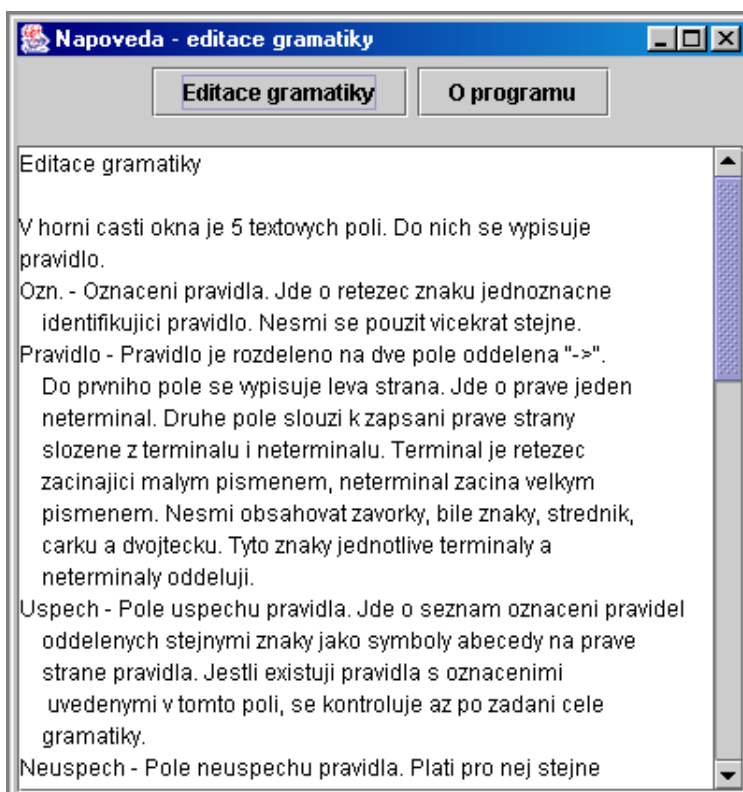 Napoveda - editace gramatiky
Editace gramatiky
O programu
Editace gramatiky
V horni casti okna je 5 textovych poli. Do nich se vypisuje
pravidlo.
Ozn. - Oznaceni pravidla. Jde o retezec znaku jednoznacne
identifikujici pravidlo. Nesmi se pouzit vicekrat stejne.
Pravidlo - Pravidlo je rozdeleno na dve pole oddelena "->".
Do prvniho pole se vypisuje leva strana. Jde o prave jeden
neterminal. Druhe pole slouzi k zapsani prave strany
slozene z terminalu i neterminalu. Terminal je retezec
zacinajici malym pismenem, neterminal zacina velkym
pismenem. Nesmi obsahovat zavorky, bile znaky, strednik,
carku a dvojtecku. Tyto znaky jednotlive terminaly a
neterminaly oddeluji.
Uspech - Pole uspechu pravidla. Jde o seznam oznaceni pravidel
oddelenych stejnymi znaky jako symboly abecedy na prave
strane pravidla. Jestli existuji pravidla s oznacenimi
uvedenymi v tomto poli, se kontroluje az po zadani cele
gramatiky.
Neuspech - Pole neuspechu pravidla. Plati pro nej stejne